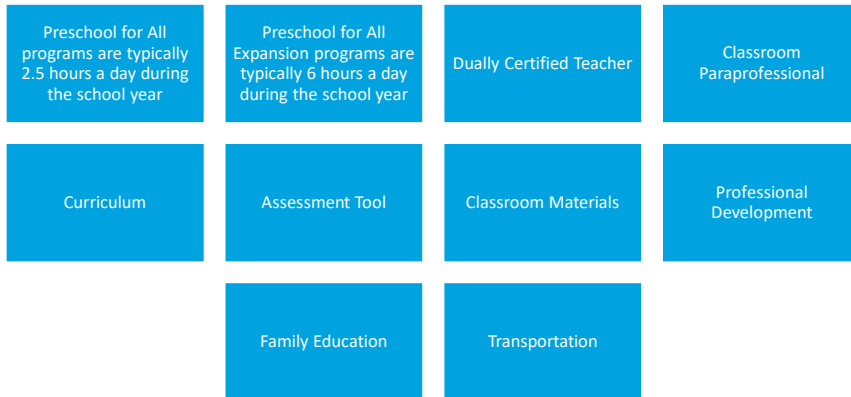 Preschool for All
programs are typically
2.5 hours a day during
the school year
Preschool for All
Expansion programs are
typically 6 hours a day
during the school year
Dually Certified Teacher
Classroom
Paraprofessional
Curriculum
Assessment Tool
Classroom Materials
Professional
Development
Family Education
Transportation